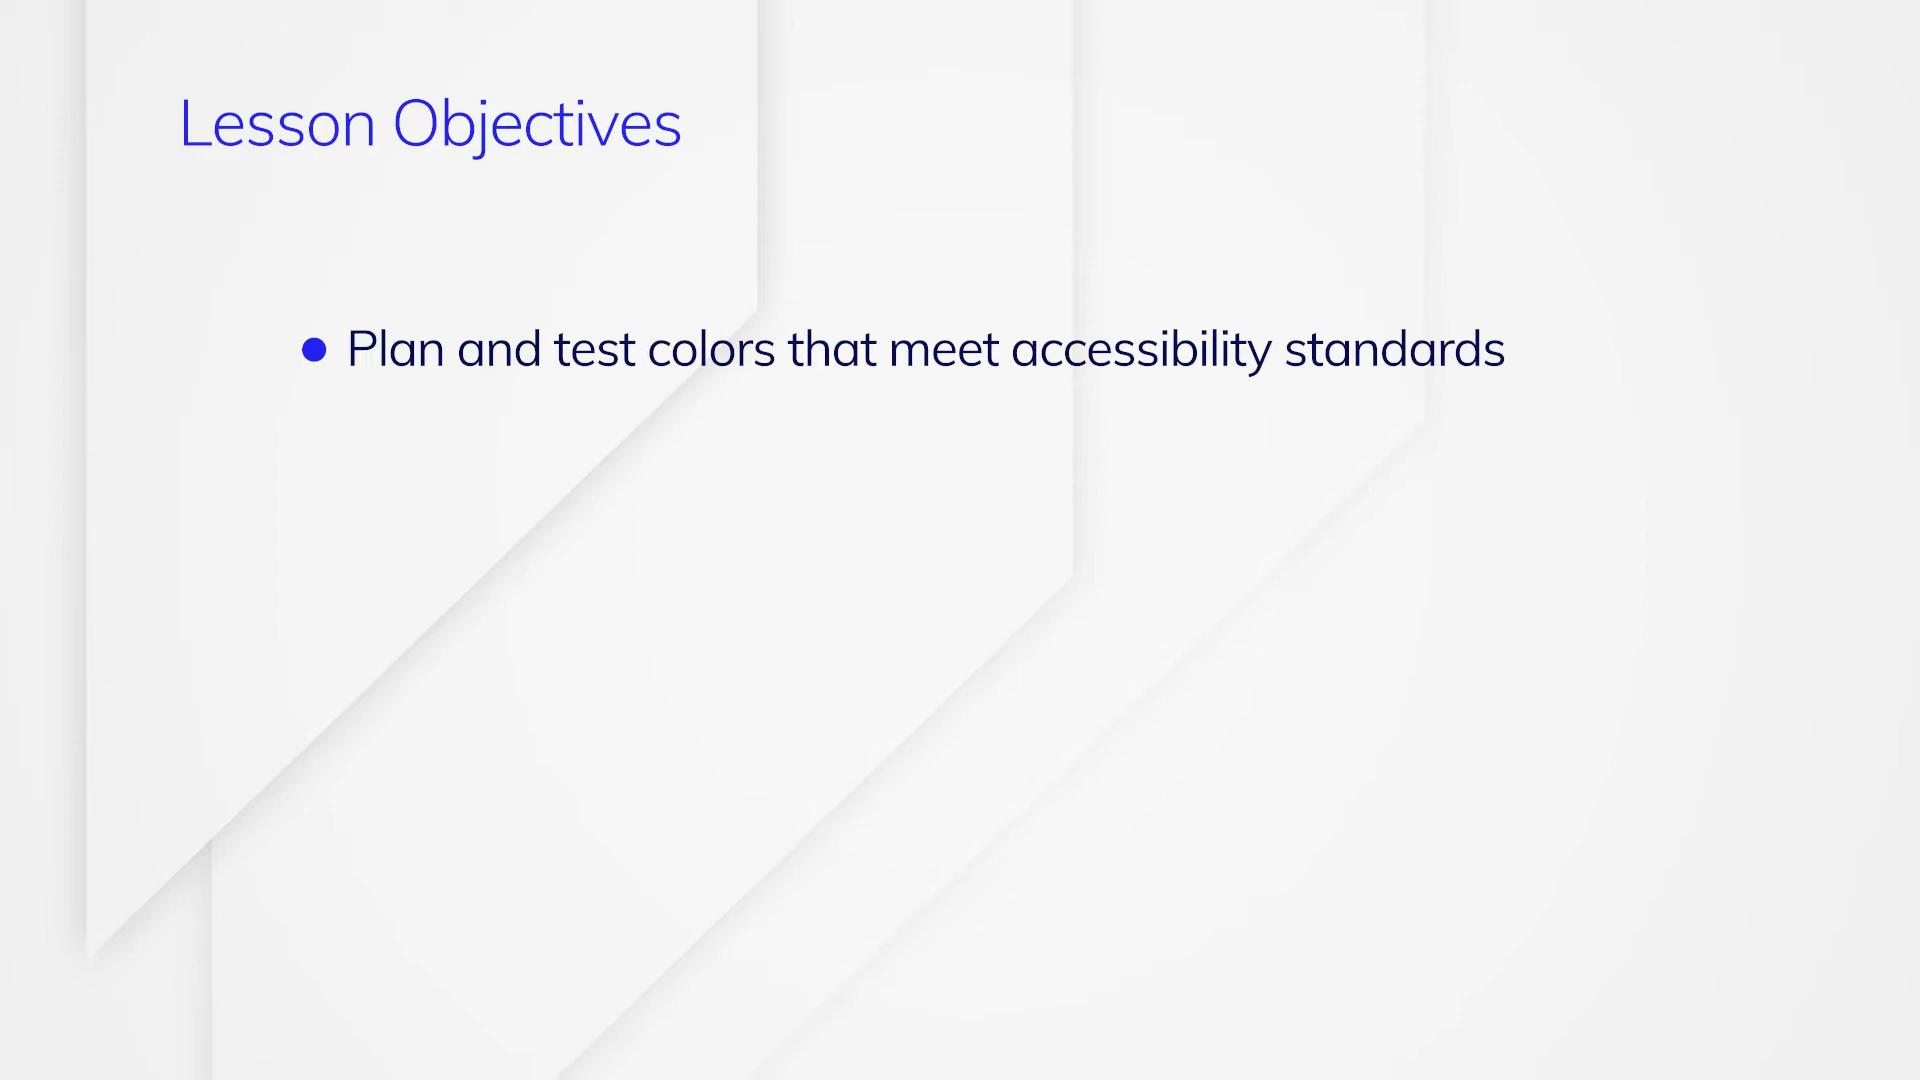 Lesson Objectives
Plan and test colors that meet accessibility standards